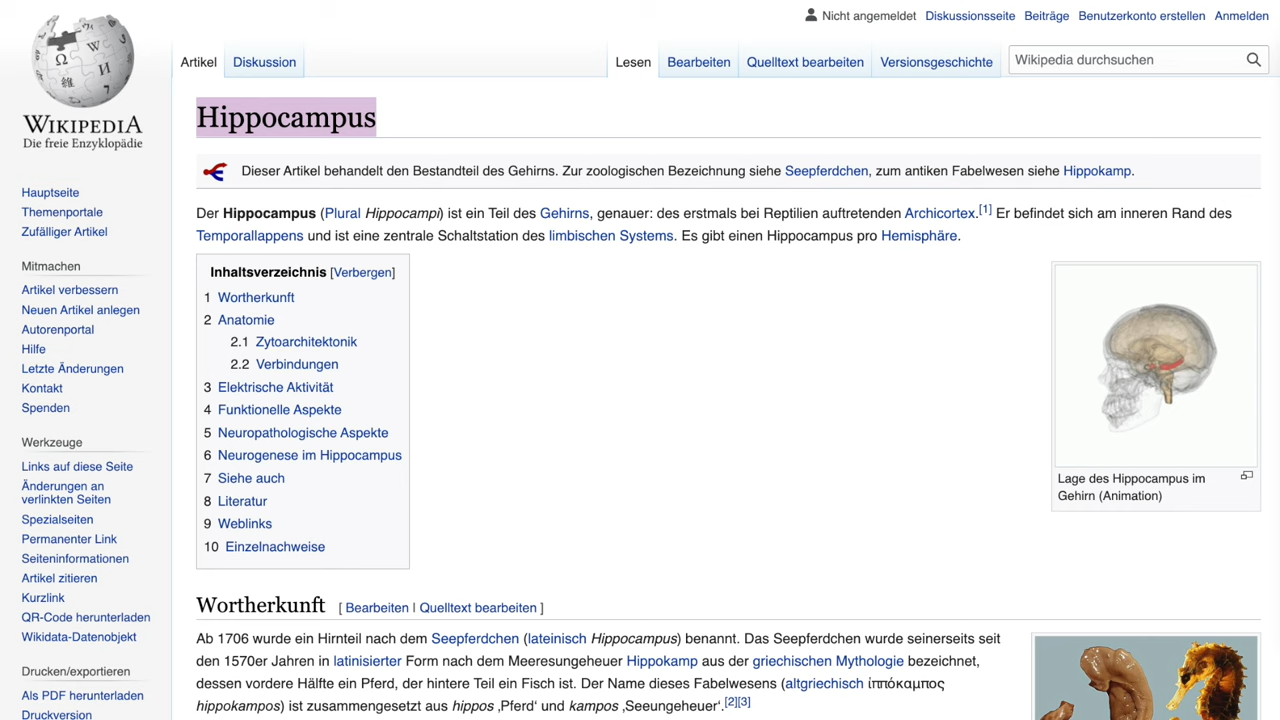 Nicht angemeldet Diskussionsseite Beiträge Benutzerkonto erstellen Anmelden
Artikel Diskussion Lesen Bearbeiten Quelltext bearbeiten Versionsgeschichte Wikipedia durchsuchen
WIKIPEDIA
Die freie Enzyklopädie
Hauptseite
Themenportale
Zufälliger Artikel
Mitmachen
Artikel verbessern
Neuen Artikel anlegen
Autorenportal
Hilfe
Letzte Änderungen
Kontakt
Spenden
Werkzeuge
Links auf diese Seite
Änderungen an
verlinkten Seiten
Spezialseiten
Permanenter Link
Seiteninformationen
Artikel zitieren
Kurzlink
QR-Code herunterladen
Wikidata-Datenobjekt
Drucken/exportieren
Als PDF herunterladen
Druckversion
Hippocampus
Dieser Artikel behandelt den Bestandteil des Gehirns. Zur zoologischen Bezeichnung siehe Seepferdchen, zum antiken Fabelwesen siehe Hippokamp.
Der Hippocampus (Plural Hippocampi) ist ein Teil des Gehirns, genauer: des erstmals bei Reptilien auftretenden Archicortex.[1] Er befindet sich am inneren Rand des
Temporallappens und ist eine zentrale Schaltstation des limbischen Systems. Es gibt einen Hippocampus pro Hemisphäre.
Inhaltsverzeichnis [Verbergen]
1 Wortherkunft
2 Anatomie
2.1 Zytoarchitektonik
2.2 Verbindungen
3 Elektrische Aktivität
4 Funktionelle Aspekte
5 Neuropathologische Aspekte
6 Neurogenese im Hippocampus
7 Siehe auch
8 Literatur
9 Weblinks
10 Einzelnachweise
Lage des Hippocampus im
Gehirn (Animation)
Wortherkunft [ Bearbeiten | Quelltext bearbeiten ]
Ab 1706 wurde ein Hirnteil nach dem Seepferdchen (lateinisch Hippocampus) benannt. Das Seepferdchen wurde seinerseits seit
den 1570er Jahren in latinisierter Form nach dem Meeresungeheuer Hippokamp aus der griechischen Mythologie bezeichnet,
dessen vordere Hälfte ein Pferd, der hintere Teil ein Fisch ist. Der Name dieses Fabelwesens (altgriechisch ἱππόκαμπος
hippokampos) ist zusammengesetzt aus hippos ‚Pferd‘ und kampos ‚Seeungeheuer‘.[2][3]